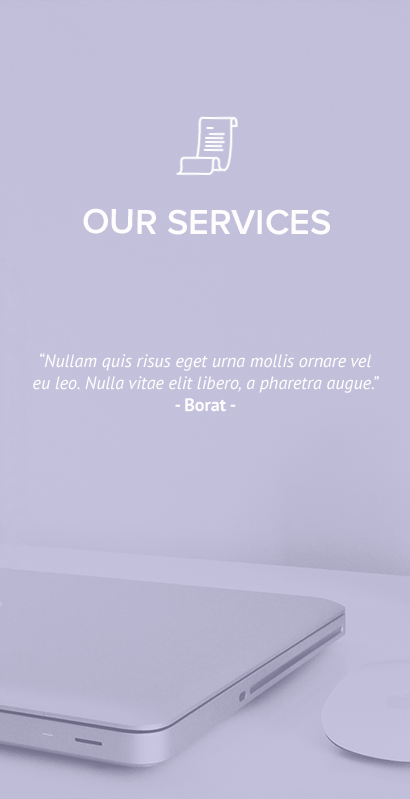 OUR SERVICES
“Nullam quis risus eget urna mollis ornare vel
eu leo. Nulla vitae elit libero, a pharetra augue.”
- Borat -